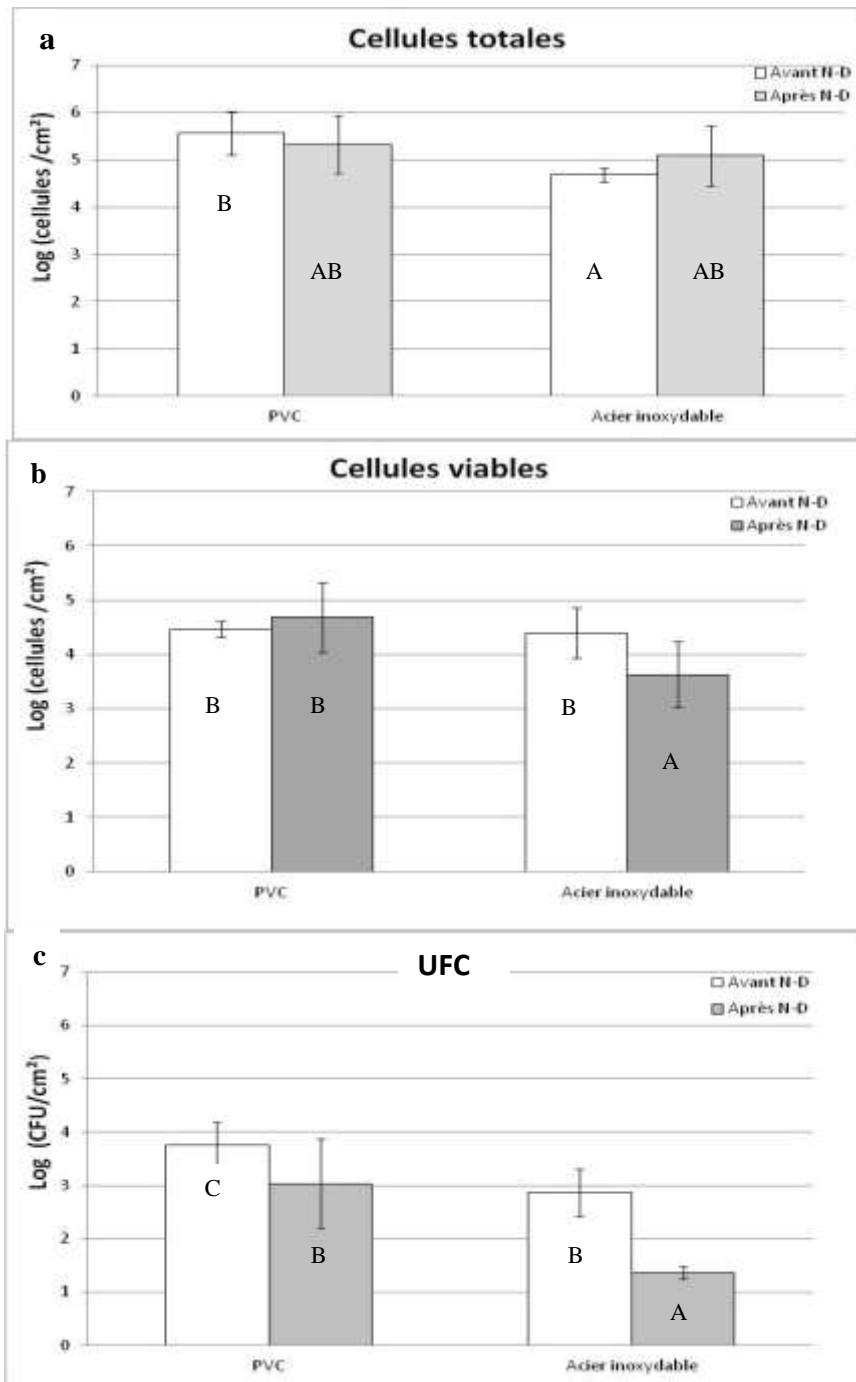 a
Cellules totales
Avant N-D
Après N-D
Log (cellules /cm²)
7
6
5
4
3
2
1
0
B
AB
A
AB
PVC
Acier inoxydable
b
Cellules viables
Avant N-D
Après N-D
Log (cellules /cm²)
7
6
5
4
3
2
1
0
B
B
B
A
PVC
Acier inoxydable
c
UFC
Avant N-D
Après N-D
Log (CFU/cm²)
7
6
5
4
3
2
1
0
C
B
B
A
PVC
Acier inoxydable